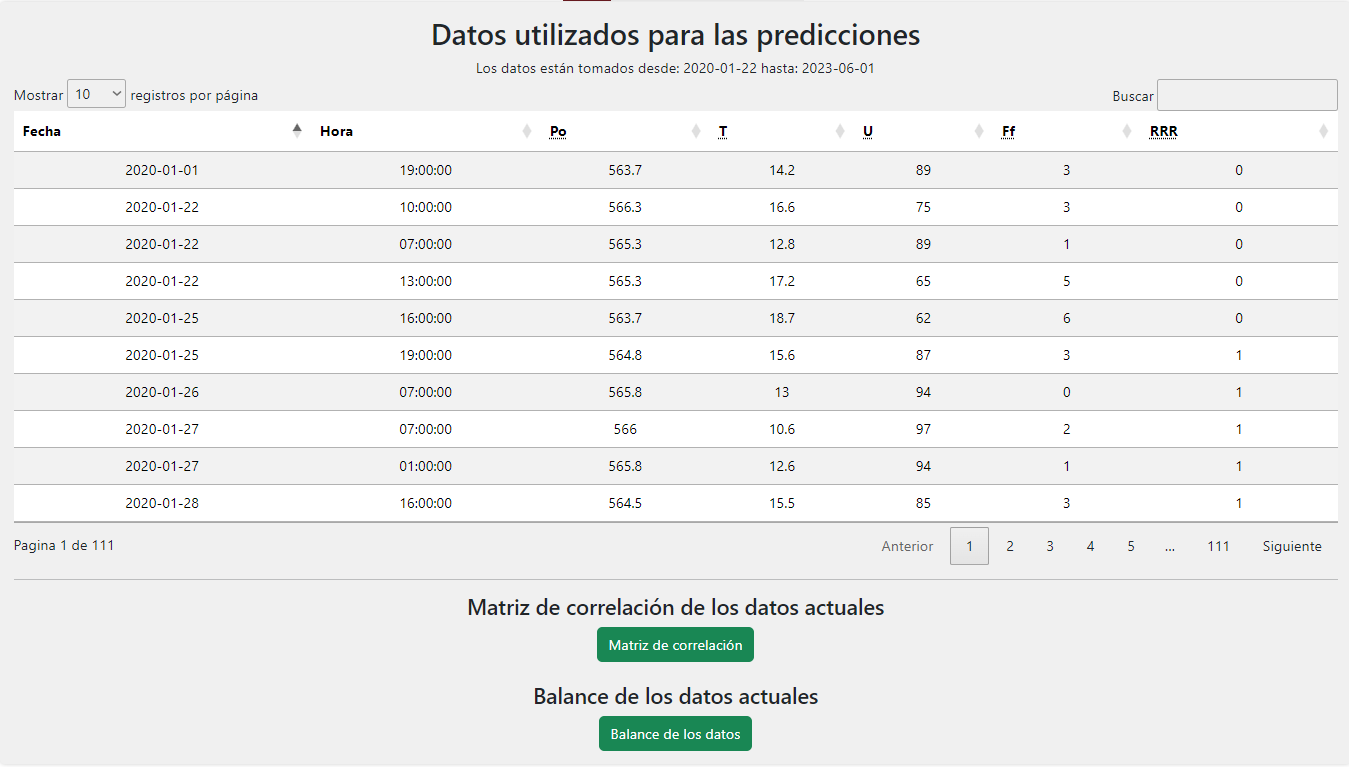 Datos utilizados para las predicciones
Los datos están tomados desde: 2020-01-22 hasta: 2023-06-01
Mostrar 10 registros por página Buscar
Fecha Hora Po T U Ff RRR
2020-01-01 19:00:00 563.7 14.2 89 3 0
2020-01-22 10:00:00 566.3 16.6 75 3 0
2020-01-22 07:00:00 565.3 12.8 89 1 0
2020-01-22 13:00:00 565.3 17.2 65 5 0
2020-01-25 16:00:00 563.7 18.7 62 6 0
2020-01-25 19:00:00 564.8 15.6 87 3 1
2020-01-26 07:00:00 565.8 13 94 0 1
2020-01-27 07:00:00 566 10.6 97 2 1
2020-01-27 01:00:00 565.8 12.6 94 1 1
2020-01-28 16:00:00 564.5 15.5 85 3 1
Pagina 1 de 111 Anterior 1 2 3 4 5 ... 111 Siguiente
Matriz de correlación de los datos actuales
Matriz de correlación
Balance de los datos actuales
Balance de los datos